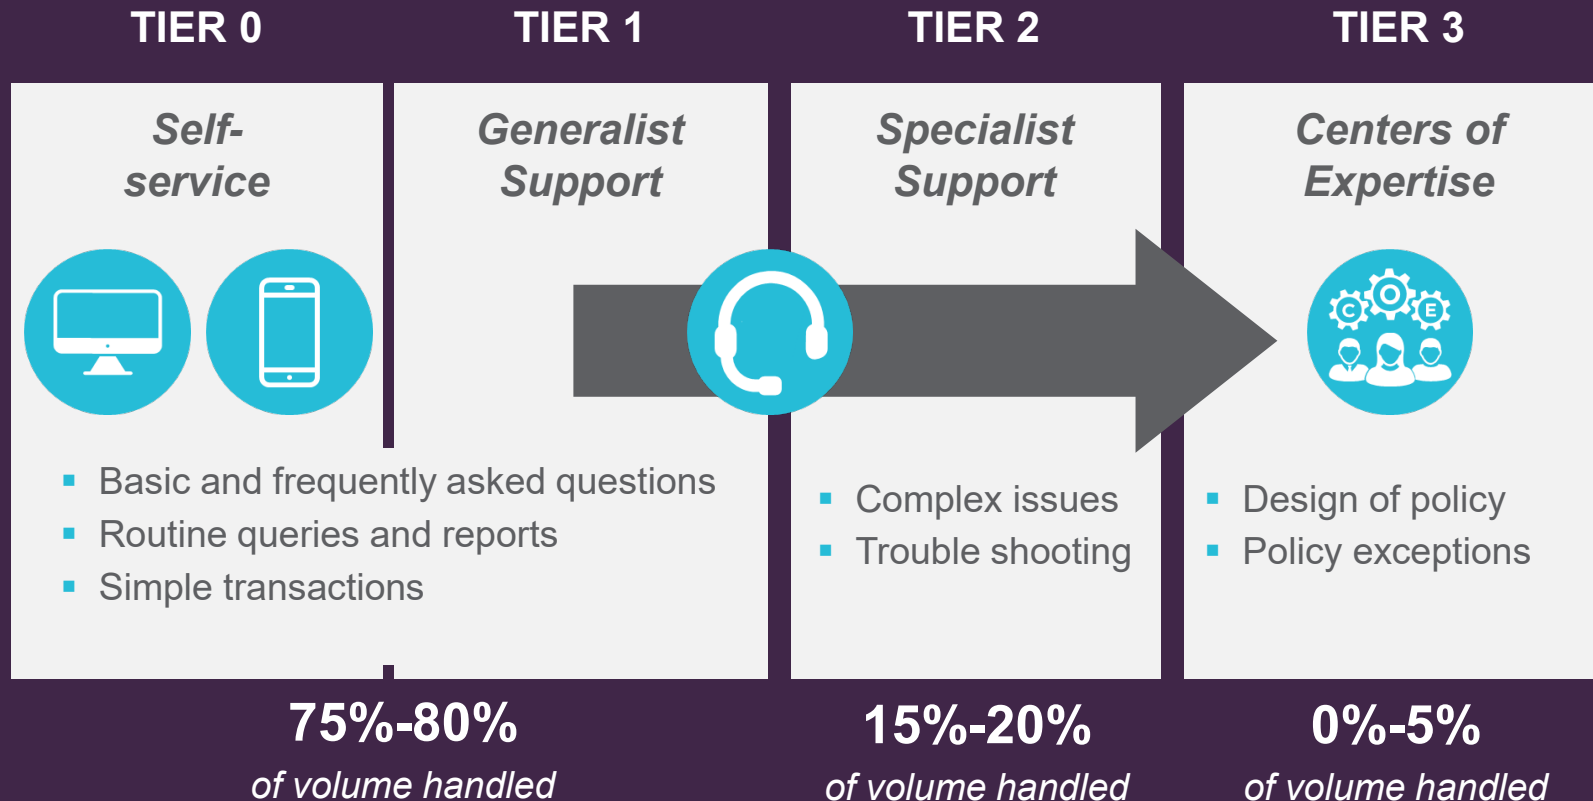 TIER 0
TIER 1
TIER 2
TIER 3
Self-
service
Generalist
Support
Specialist
Support
Centers of
Expertise
C O E
Basic and frequently asked questions
Routine queries and reports
Simple transactions
Complex issues
Trouble shooting
Design of policy
Policy exceptions
75%-80%
of volume handled
15%-20%
of volume handled
0%-5%
of volume handled